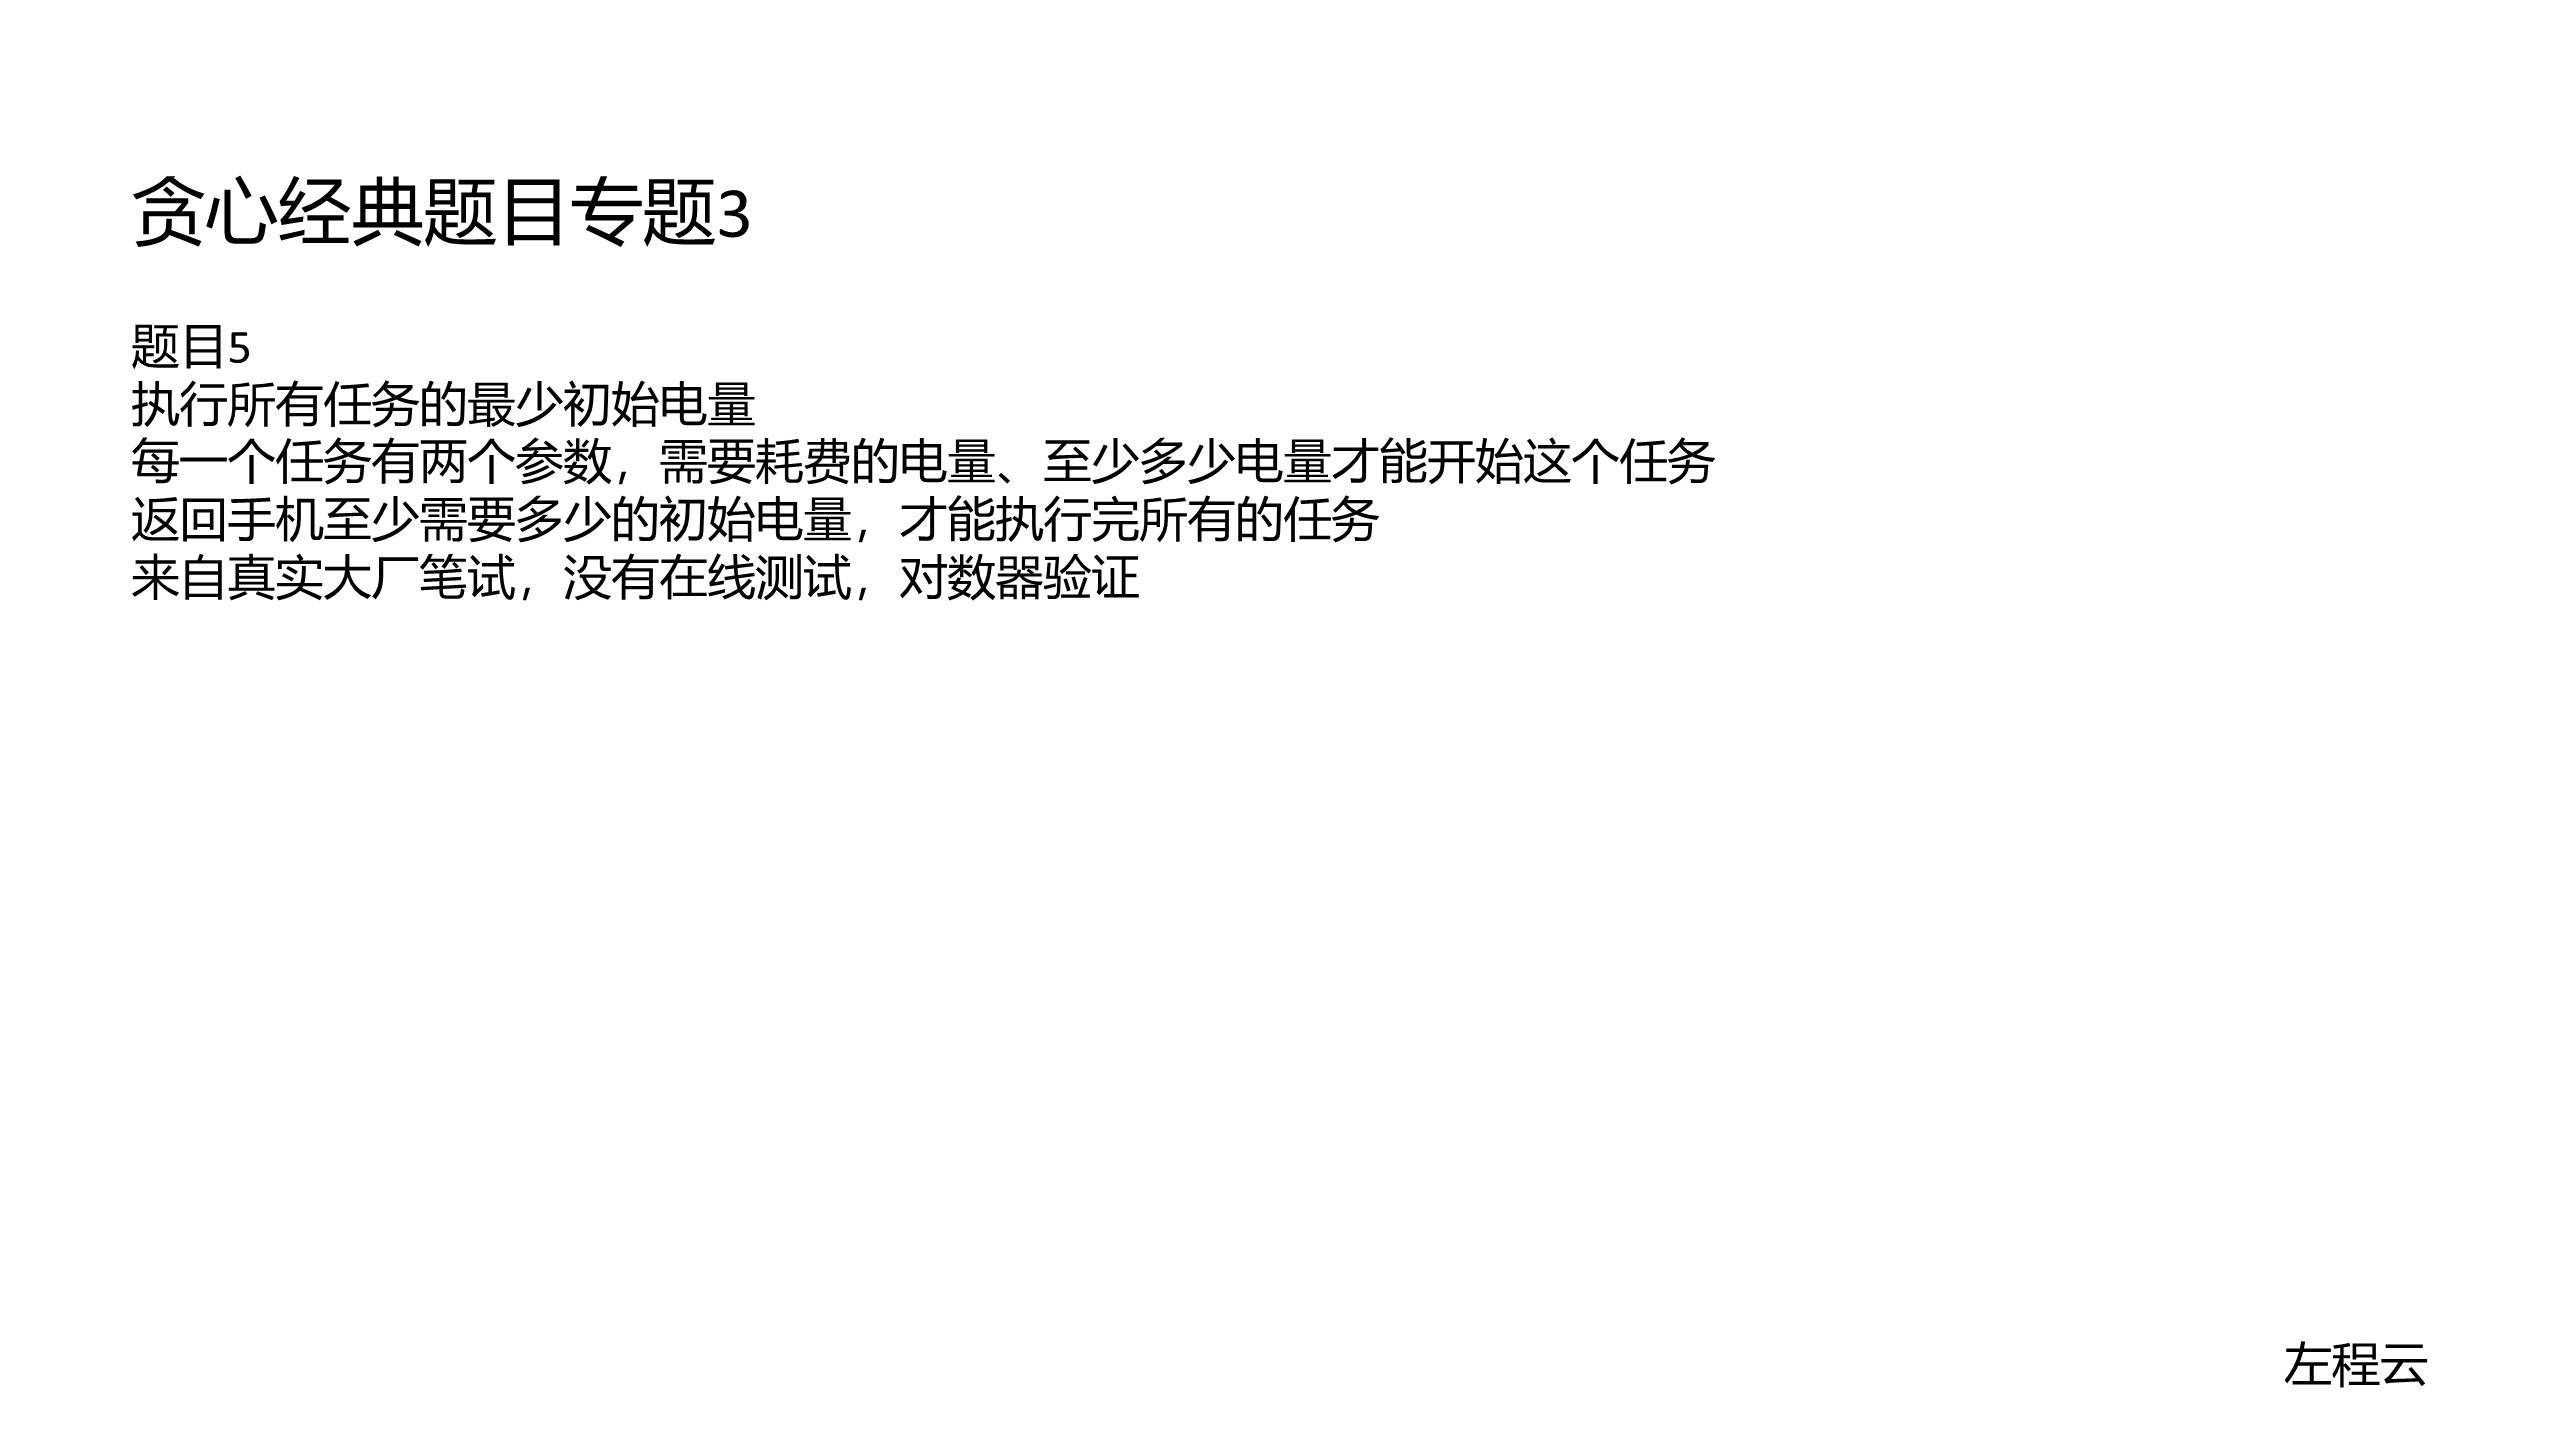 贪心经典题目专题3
题目5
执行所有任务的最少初始电量
每一个任务有两个参数，需要耗费的电量、至少多少电量才能开始这个任务
返回手机至少需要多少的初始电量，才能执行完所有的任务
来自真实大厂笔试，没有在线测试，对数器验证
左程云